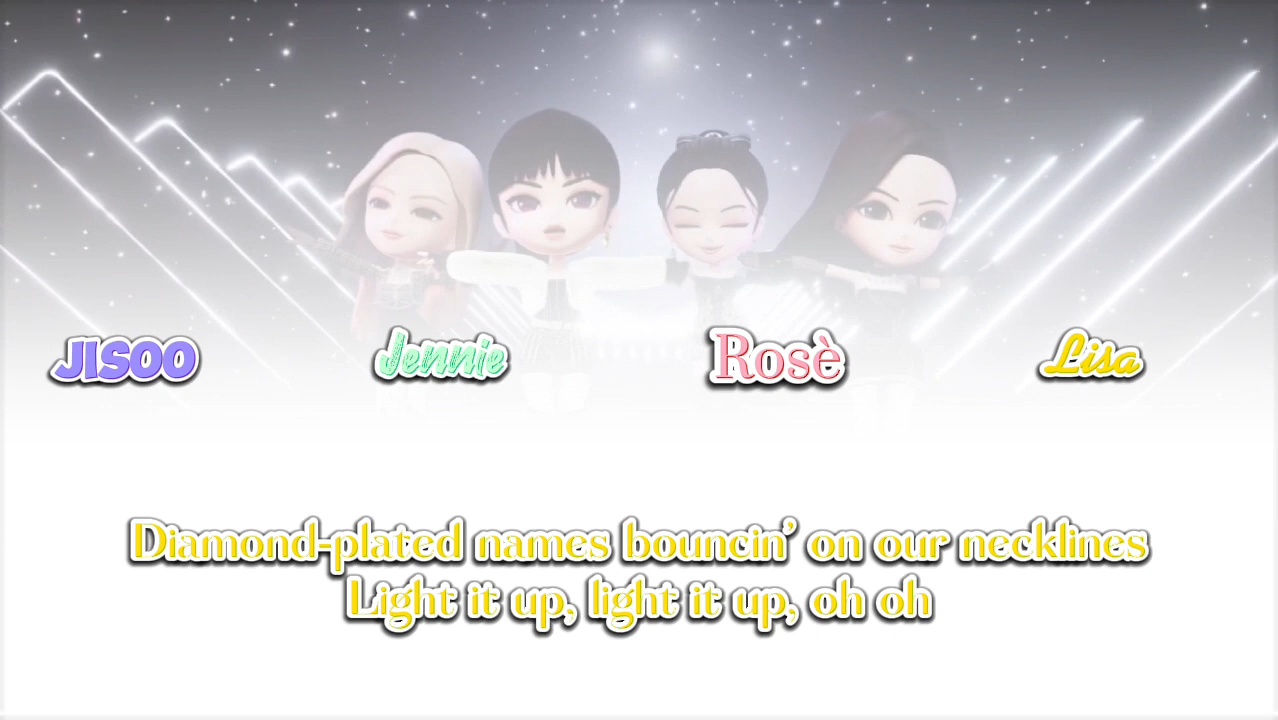 JISOO Jennie Rosè Lisa
Diamond-plated names bouncin’ on our necklines
Light it up, light it up, oh oh